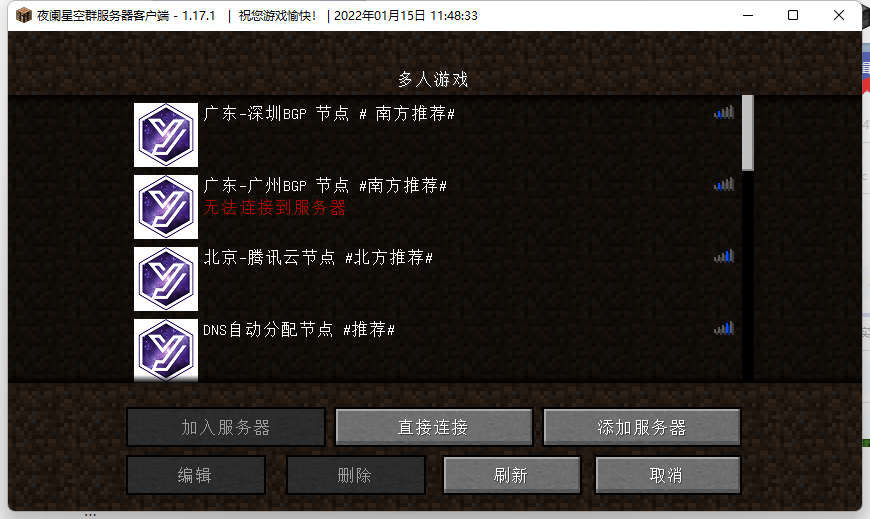 夜阑星空群服务器客户端 - 1.17.1 | 祝您游戏愉快! | 2022年01月15日 11:48:33
多人游戏
广东-深圳BGP 节点 # 南方推荐#
广东-广州BGP 节点 #南方推荐#
无法连接到服务器
北京-腾讯云节点 #北方推荐#
DNS自动分配节点 #推荐#
加入服务器 直接连接 添加服务器
编辑 删除 刷新 取消